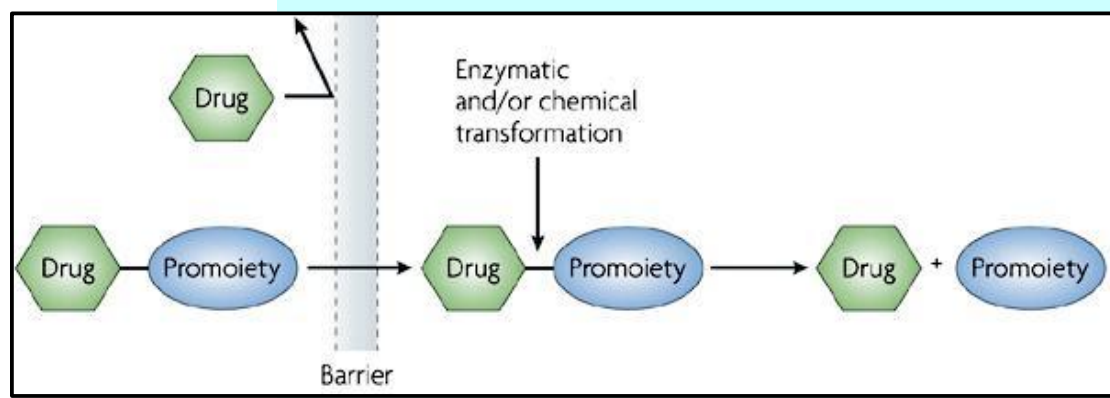 Drug
Enzymatic
and/or chemical
transformation
Drug Promoiety Drug Promoiety Drug + Promoiety
Barrier